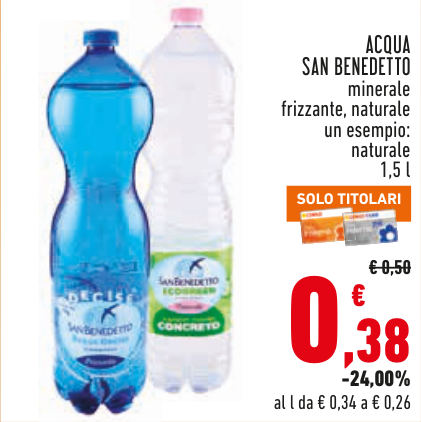 ACQUA
SAN BENEDETTO
minerale
frizzante, naturale
un esempio:
naturale
1,5 l
SOLO TITOLARI
€ 0,50
€
0,38
-24,00%
al l da € 0,34 a € 0,26
SAN BENEDETTO
ECOGREEN
CONCRETO
DECISA
SAN BENEDETTO